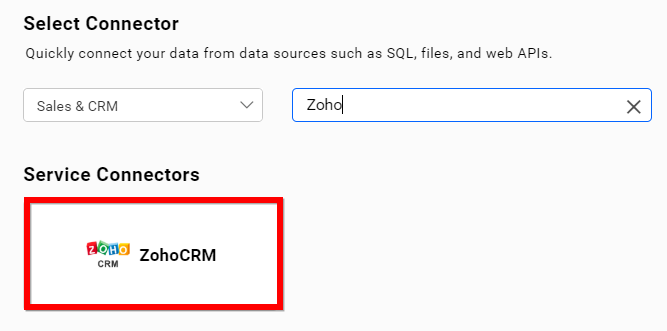 Select Connector
Quickly connect your data from data sources such as SQL, files, and web APIs.
Sales & CRM
Zoho
Service Connectors
ZOHO
CRM
ZohoCRM